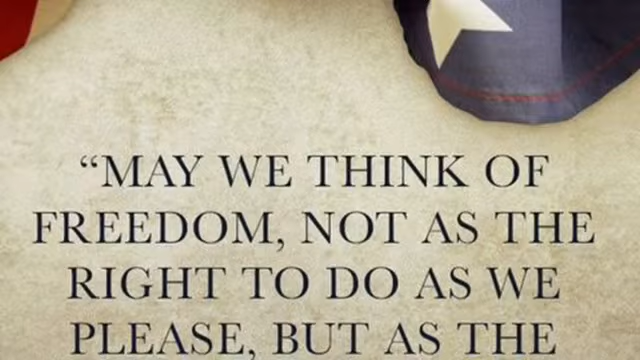 “MAY WE THINK OF
FREEDOM, NOT AS THE
RIGHT TO DO AS WE
PLEASE, BUT AS THE